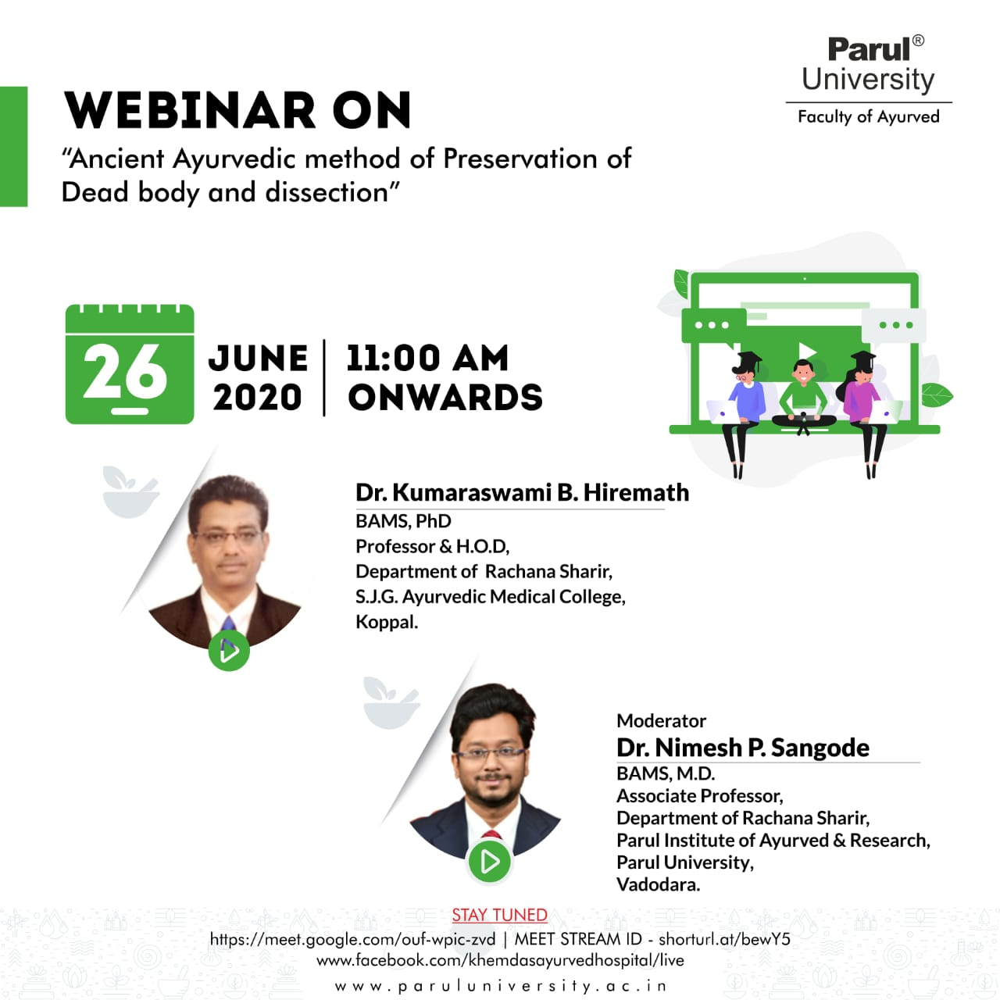 Parul®
University
Faculty of Ayurved
WEBINAR ON
“Ancient Ayurvedic method of Preservation of
Dead body and dissection”
26
JUNE
2020
11:00 AM
ONWARDS
Dr. Kumaraswami B. Hiremath
BAMS, PhD
Professor & H.O.D,
Department of Rachana Sharir,
S.J.G. Ayurvedic Medical College,
Koppal.
Moderator
Dr. Nimesh P. Sangode
BAMS, M.D.
Associate Professor,
Department of Rachana Sharir,
Parul Institute of Ayurved & Research,
Parul University,
Vadodara.
STAY TUNED
https://meet.google.com/ouf-wpic-zvd | MEET STREAM ID - shorturl.at/bewY5
www.facebook.com/khemdasayurvedhospital/live
www.paruluniversity.ac.in